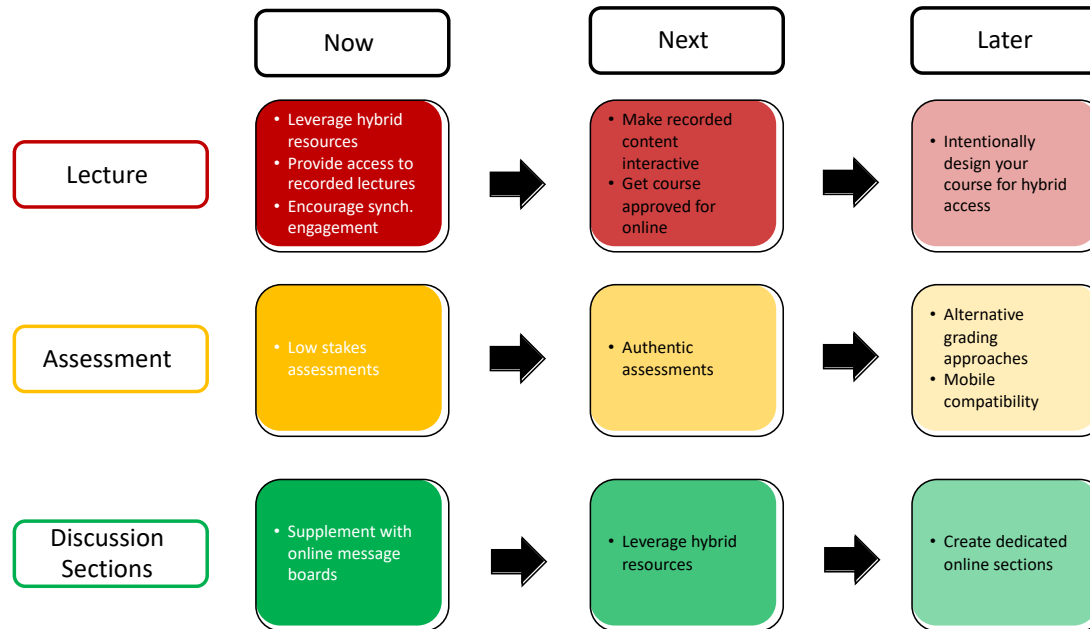 Now
Next
Later
Lecture
• Leverage hybrid
resources
• Provide access to
recorded lectures
• Encourage synch.
engagement
• Make recorded
content
interactive
• Get course
approved for
online
• Intentionally
design your
course for hybrid
access
Assessment
• Low stakes
assessments
• Authentic
assessments
• Alternative
grading
approaches
• Mobile
compatibility
Discussion
Sections
• Supplement with
online message
boards
• Leverage hybrid
resources
• Create dedicated
online sections